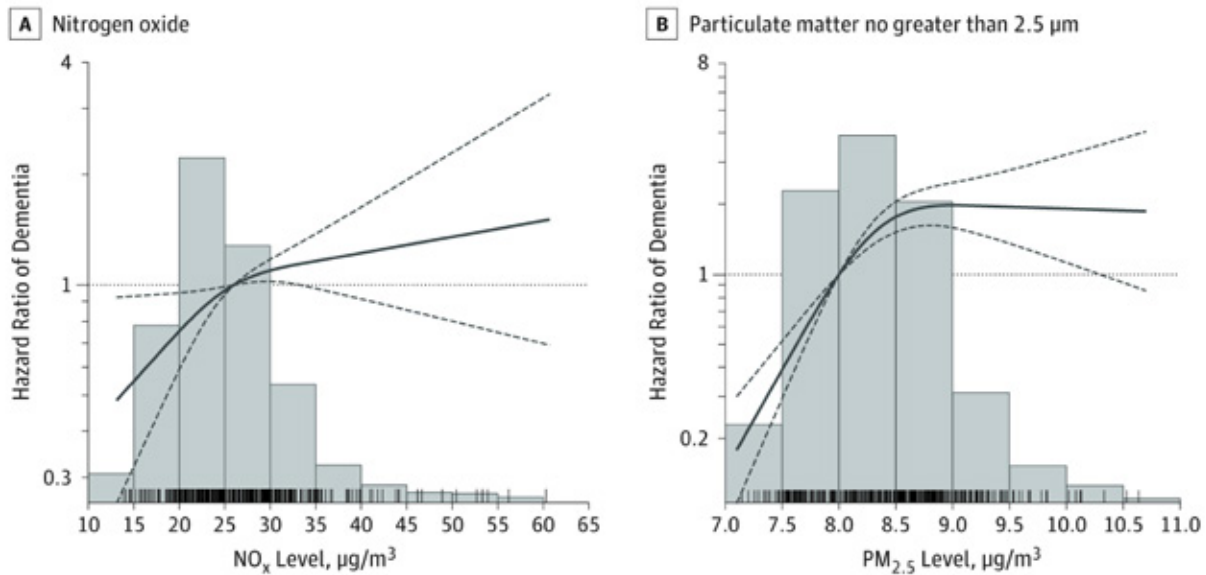 A Nitrogen oxide
4
1
0.3
Hazard Ratio of Dementia
10 15 20 25 30 35 40 45 50 55 60 65
NOx Level, µg/m³
B Particulate matter no greater than 2.5 µm
8
1
0.2
Hazard Ratio of Dementia
7.0 7.5 8.0 8.5 9.0 9.5 10.0 10.5 11.0
PM2.5 Level, µg/m³